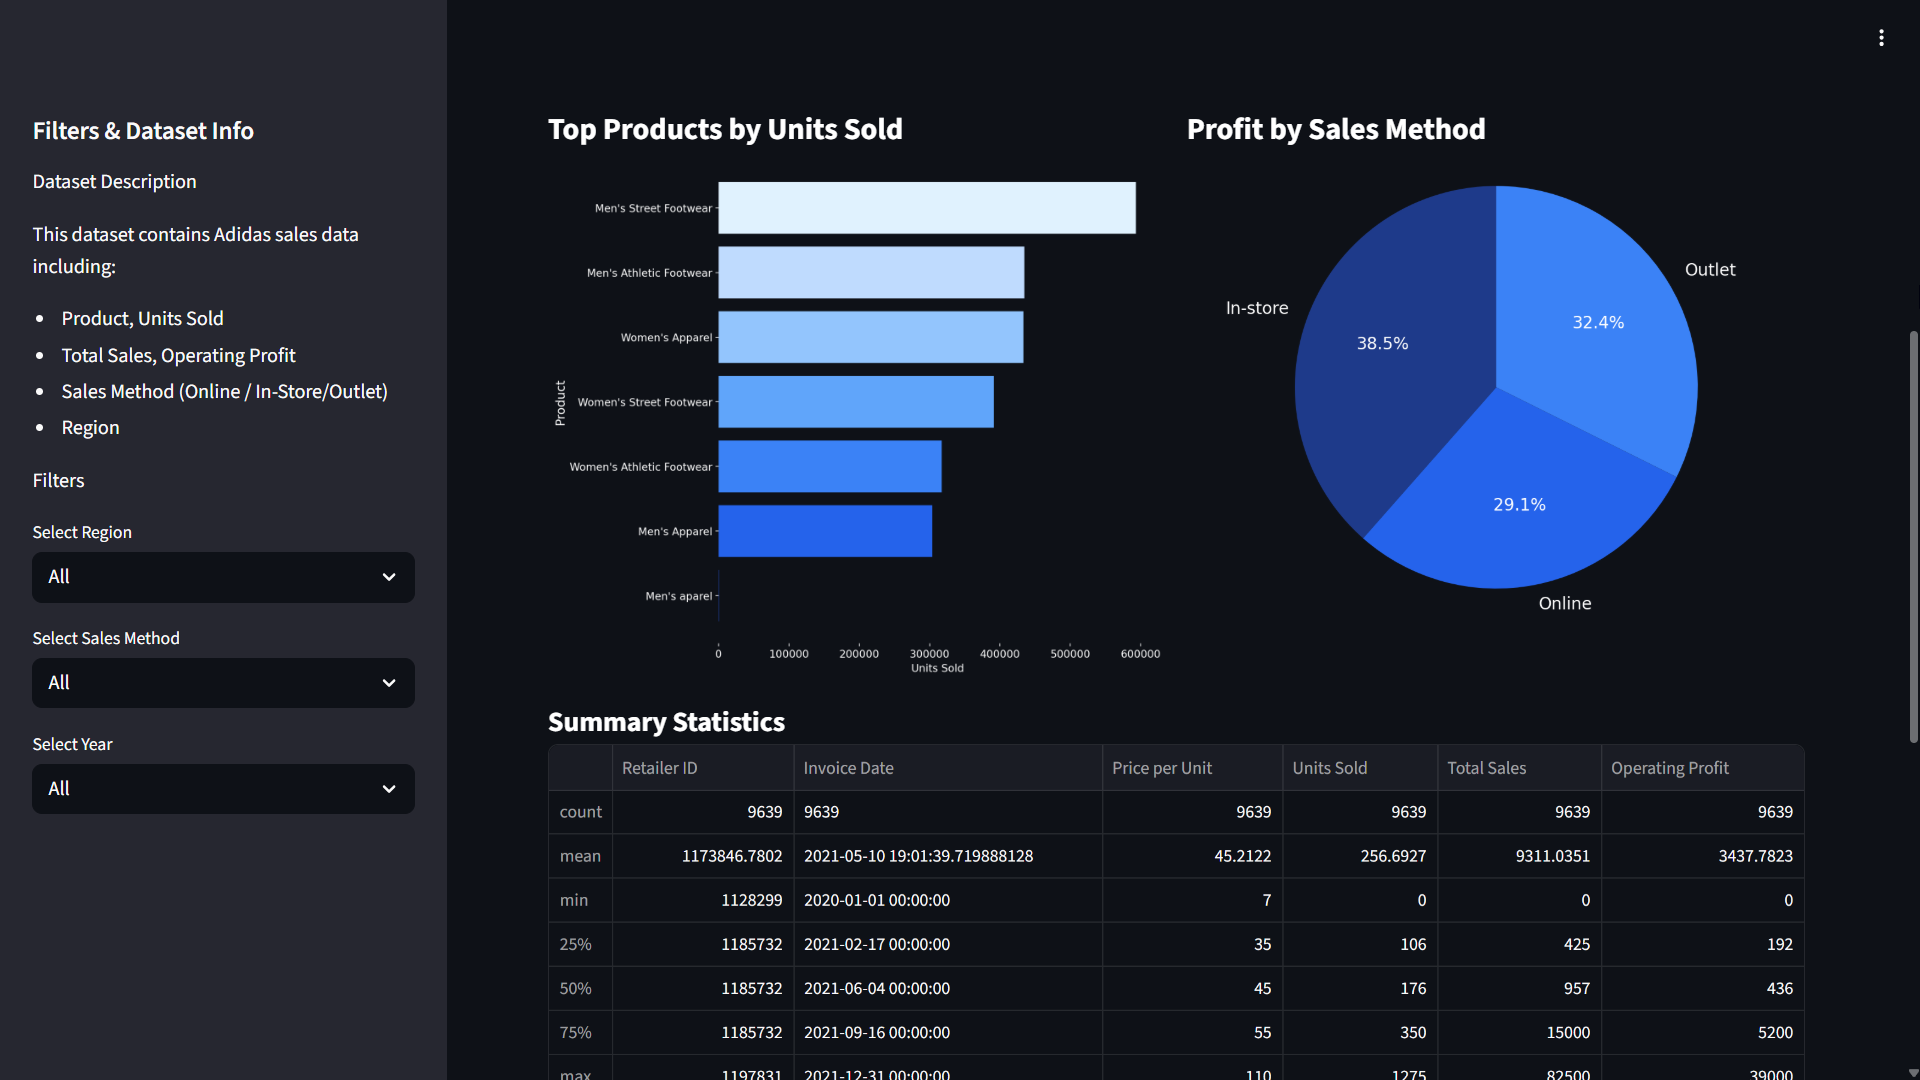 Filters & Dataset Info
Dataset Description
This dataset contains Adidas sales data
including:
Product, Units Sold
Total Sales, Operating Profit
Sales Method (Online / In-Store/Outlet)
Region
Filters
Select Region
All
Select Sales Method
All
Select Year
All
Top Products by Units Sold
Product
Men's Street Footwear
Men's Athletic Footwear
Women's Apparel
Women's Street Footwear
Women's Athletic Footwear
Men's Apparel
Men's aparel
0 100000 200000 300000 400000 500000 600000
Units Sold
Profit by Sales Method
Outlet
In-store
32.4%
38.5%
29.1%
Online
Summary Statistics
Retailer ID Invoice Date Price per Unit Units Sold Total Sales Operating Profit
count 9639 9639 9639 9639 9639 9639
mean 1173846.7802 2021-05-10 19:01:39.719888128 45.2122 256.6927 9311.0351 3437.7823
min 1128299 2020-01-01 00:00:00 7 0 0 0
25% 1185732 2021-02-17 00:00:00 35 106 425 192
50% 1185732 2021-06-04 00:00:00 45 176 957 436
75% 1185732 2021-09-16 00:00:00 55 350 15000 5200
max 1197831 2021-12-31 00:00:00 110 1275 82500 39000